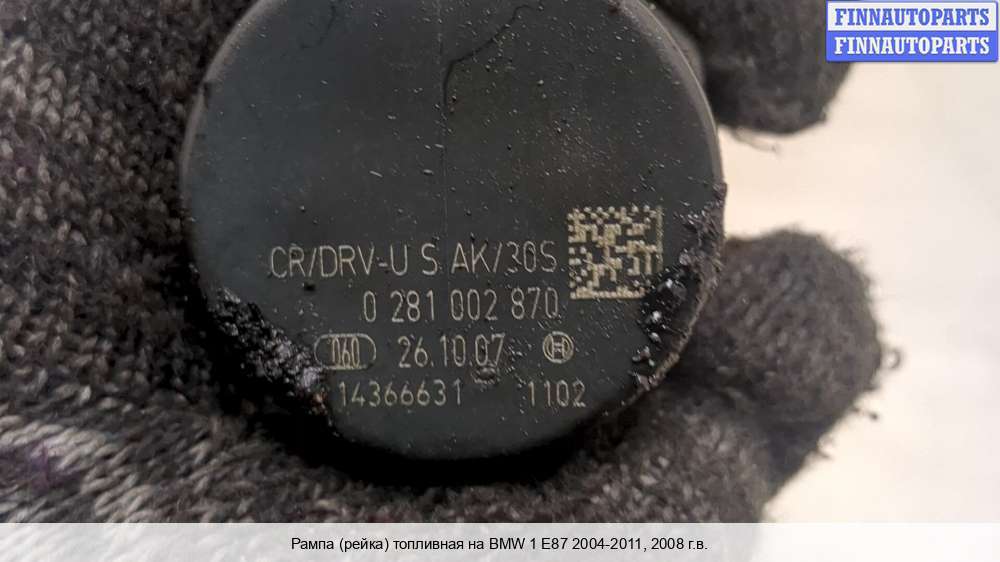 FINNAUTOPARTS
FINNAUTOPARTS
CR/DRV-U S AK/30S
0 281 002 870
060 26.10.07
14366631 1102
Рампа (рейка) топливная на BMW 1 E87 2004-2011, 2008 г.в.